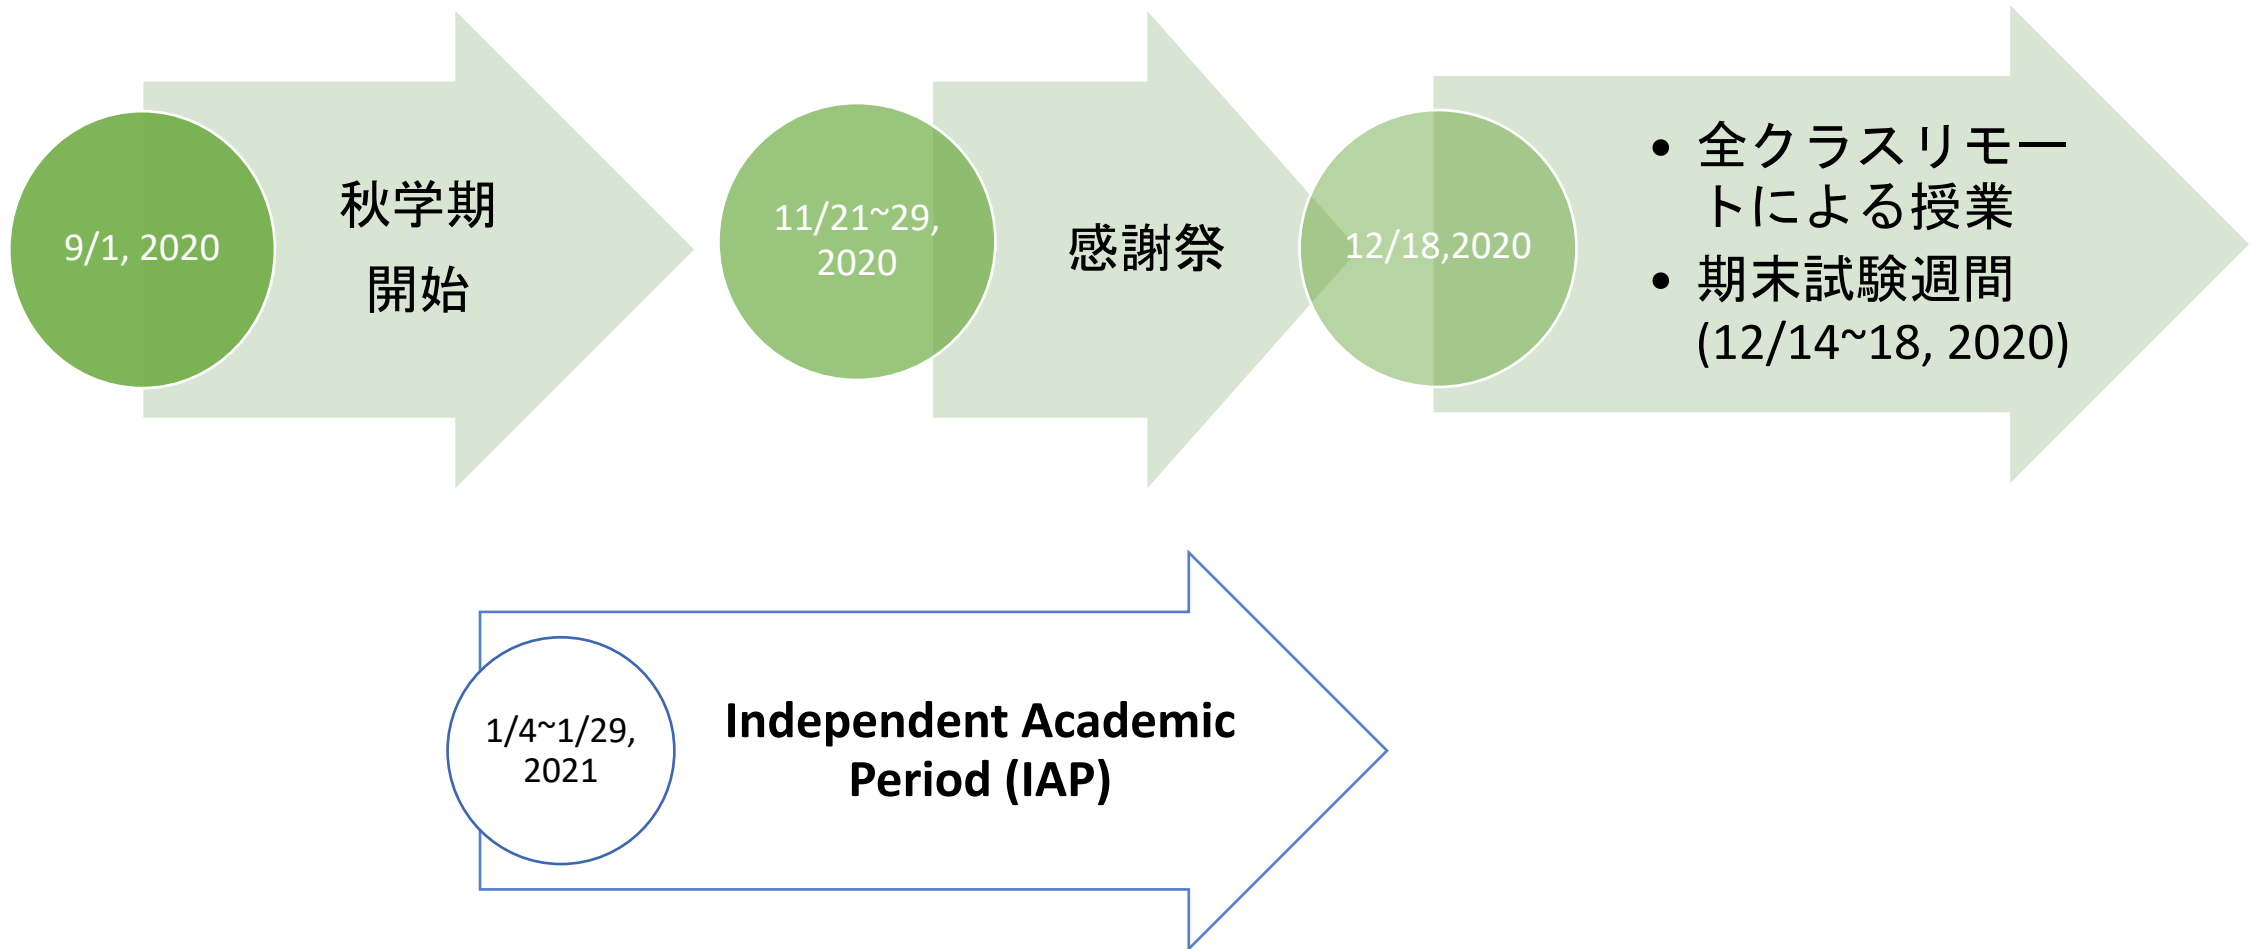 9/1, 2020
秋学期
開始
11/21~29,
2020
感謝祭
12/18,2020
• 全クラスリモー
トによる授業
• 期末試験週間
(12/14~18, 2020)
1/4~1/29,
2021
Independent Academic
Period (IAP)